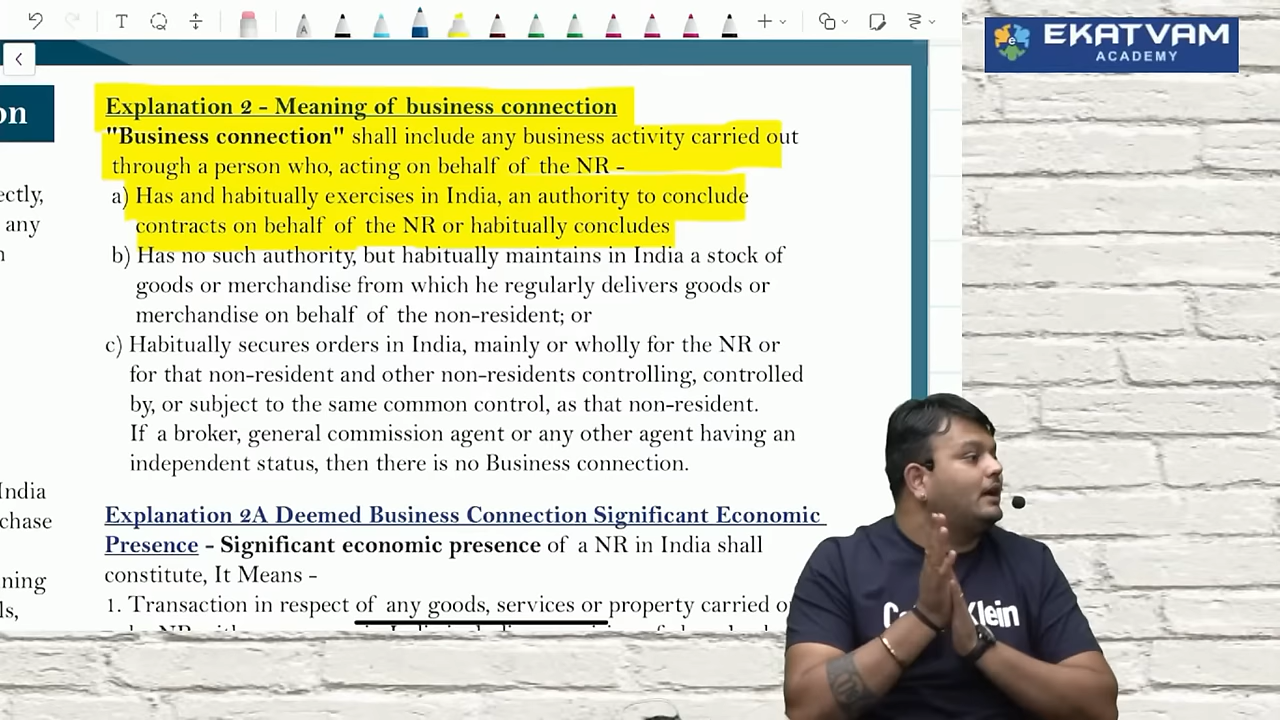 EKATVAM
ACADEMY
on
Explanation 2 - Meaning of business connection
"Business connection" shall include any business activity carried out
through a person who, acting on behalf of the NR -
ectly,
a) Has and habitually exercises in India, an authority to conclude
any
contracts on behalf of the NR or habitually concludes
b) Has no such authority, but habitually maintains in India a stock of
goods or merchandise from which he regularly delivers goods or
merchandise on behalf of the non-resident; or
c) Habitually secures orders in India, mainly or wholly for the NR or
for that non-resident and other non-residents controlling, controlled
by, or subject to the same common control, as that non-resident.
If a broker, general commission agent or any other agent having an
independent status, then there is no Business connection.
India
chase
Explanation 2A Deemed Business Connection Significant Economic
Presence - Significant economic presence of a NR in India shall
constitute, It Means -
ning
ls,
1. Transaction in respect of any goods, services or property carried o
Klein